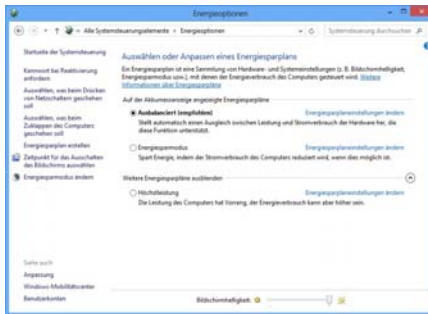 Energieoptionen
Alle Systemsteuerungselemente Energieoptionen
Systemsteuerung durchsuchen
Startseite der Systemsteuerung
Kennwort bei Reaktivierung
anfordern
Auswählen, was beim Drücken
von Netzschaltern geschehen
soll
Auswählen, was beim
Zuklappen des Computers
geschehen soll
Energiesparplan erstellen
Zeitpunkt für das Ausschalten
des Bildschirms auswählen
Energiesparmodus ändern
Auswählen oder Anpassen eines Energiesparplans
Ein Energiesparplan ist eine Sammlung von Hardware- und Systemeinstellungen (z. B. Bildschirmhelligkeit,
Energiesparmodus usw.), mit denen der Energieverbrauch des Computers gesteuert wird. Weitere
Informationen über Energiesparpläne
Auf der Akkumessanzeige angezeigte Energiesparpläne
Ausbalanciert (empfohlen) Energiesparplaneinstellungen ändern
Stellt automatisch einen Ausgleich zwischen Leistung und Stromverbrauch der Hardware her, die
diese Funktion unterstützt.
Energiesparmodus Energiesparplaneinstellungen ändern
Spart Energie, indem der Stromverbrauch des Computers reduziert wird, wenn dies möglich ist.
Weitere Energiesparpläne ausblenden
Höchstleistung Energiesparplaneinstellungen ändern
Die Leistung des Computers hat Vorrang, der Energieverbrauch kann aber höher sein.
Siehe auch
Anpassung
Windows-Mobilitätscenter
Benutzerkonten
Bildschirmhelligkeit: